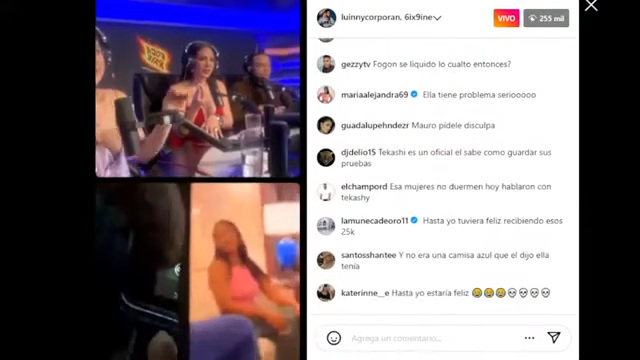 luinnycorporan, 6ix9ine
VIVO
255 mil
gezzytv Fogon se liquido lo cualto entonces?
mariaalejandra69 Ella tiene problema seriooooo
guadalupehndezr Mauro pídele disculpa
djdelio15 Tekashi es un oficial el sabe como guardar sus
pruebas
elchampord Esa mujeres no duermen hoy hablaron con
tekashy
lamunecadeoro11 Hasta yo tuviera feliz recibiendo esos
25k
santosshantee Y no era una camisa azul que el dijo ella
tenía
katerinne__e Hasta yo estaría feliz 😂😂😂💀💀💀💀
Agrega un comentario...